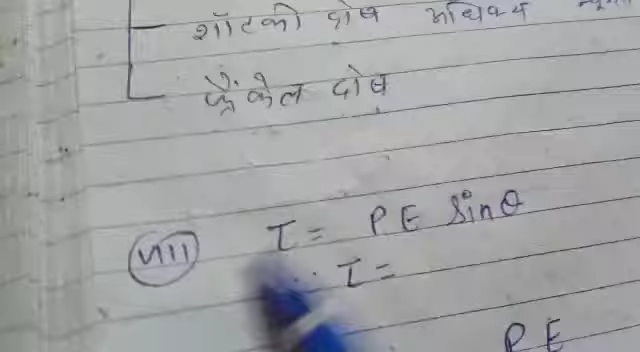 शॉटकी दोष
फ्रैंकेल दोष
VIII τ = PE Sinθ
∴ τ =
PE